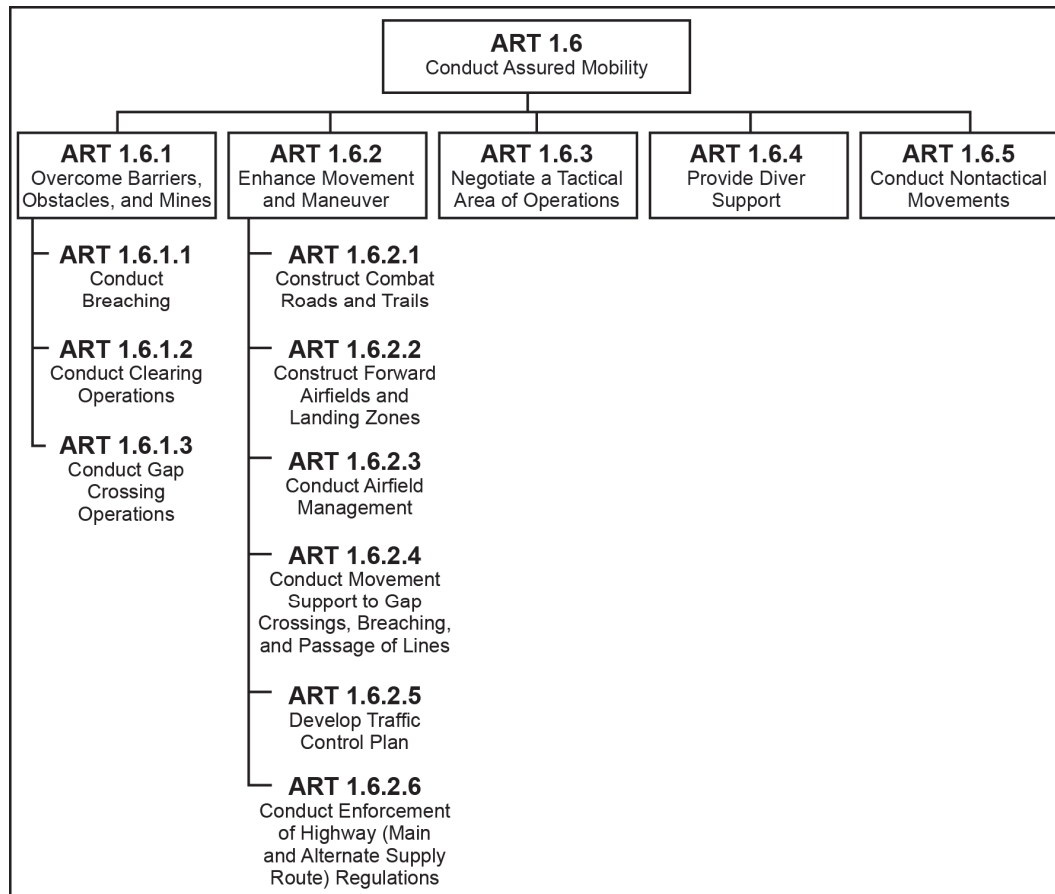 ART 1.6
Conduct Assured Mobility
ART 1.6.1
Overcome Barriers,
Obstacles, and Mines
ART 1.6.2
Enhance Movement
and Maneuver
ART 1.6.3
Negotiate a Tactical
Area of Operations
ART 1.6.4
Provide Diver
Support
ART 1.6.5
Conduct Nontactical
Movements
ART 1.6.1.1
Conduct
Breaching
ART 1.6.1.2
Conduct Clearing
Operations
ART 1.6.1.3
Conduct Gap
Crossing
Operations
ART 1.6.2.1
Construct Combat
Roads and Trails
ART 1.6.2.2
Construct Forward
Airfields and
Landing Zones
ART 1.6.2.3
Conduct Airfield
Management
ART 1.6.2.4
Conduct Movement
Support to Gap
Crossings, Breaching,
and Passage of Lines
ART 1.6.2.5
Develop Traffic
Control Plan
ART 1.6.2.6
Conduct Enforcement
of Highway (Main
and Alternate Supply
Route) Regulations